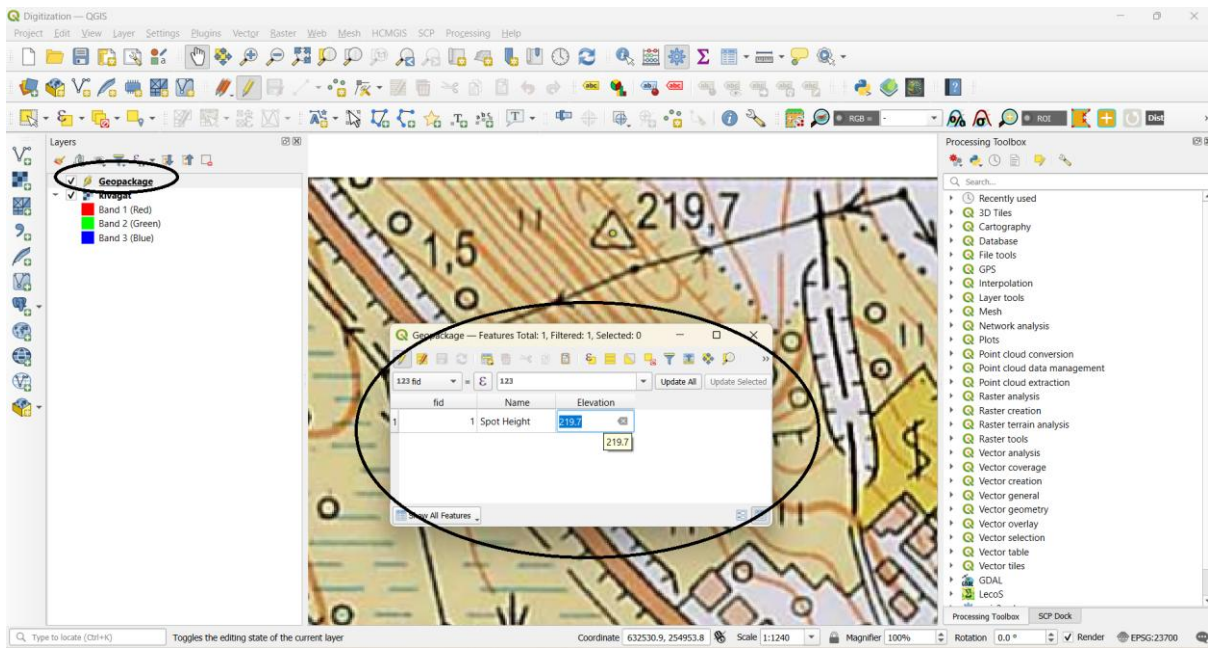 Digitization — QGIS
Project Edit View Layer Settings Plugins Vector Raster Web Mesh HCMGIS SCP Processing Help
RGB = -
ROI
Dist
Layers
Geopackage
Kivagat
Band 1 (Red)
Band 2 (Green)
Band 3 (Blue)
219,7
1,5
Geopackage — Features Total: 1, Filtered: 1, Selected: 0
123 fid = ε 123 Update All Update Selected
fid Name Elevation
1 1 Spot Height 219.7
219.7
Show All Features
Processing Toolbox
Search...
Recently used
3D Tiles
Cartography
Database
File tools
GPS
Interpolation
Layer tools
Mesh
Network analysis
Plots
Point cloud conversion
Point cloud data management
Point cloud extraction
Raster analysis
Raster creation
Raster terrain analysis
Raster tools
Vector analysis
Vector coverage
Vector creation
Vector general
Vector geometry
Vector overlay
Vector selection
Vector table
Vector tiles
GDAL
LecoS
Processing Toolbox SCP Dock
Type to locate (Ctrl+K) Toggles the editing state of the current layer Coordinate 632530.9, 254953.8 Scale 1:1240 Magnifier 100% Rotation 0.0 ° Render EPSG:23700